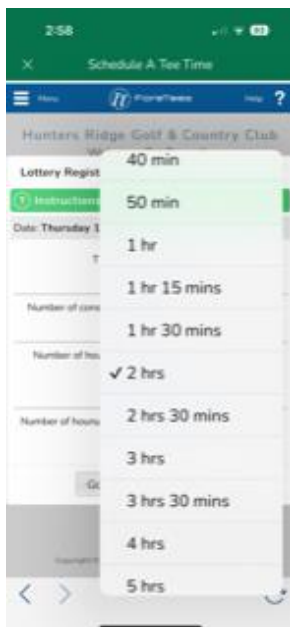 2:58
Schedule A Tee Time
Menu
ForeTees
Help
Hunters Ridge Golf & Country Club
Lottery Regist
Instructions
Date: Thursday 1
Number of cons
Number of hou
Number of hours
Go
40 min
50 min
1 hr
1 hr 15 mins
1 hr 30 mins
✓ 2 hrs
2 hrs 30 mins
3 hrs
3 hrs 30 mins
4 hrs
5 hrs